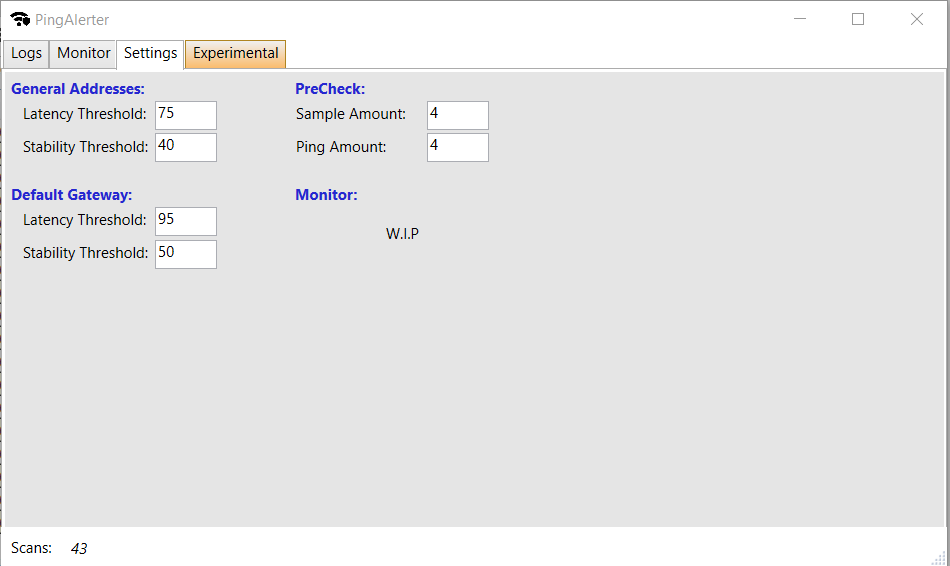 PingAlerter
Logs Monitor Settings Experimental
General Addresses:
Latency Threshold: 75
Stability Threshold: 40
Default Gateway:
Latency Threshold: 95
Stability Threshold: 50
PreCheck:
Sample Amount: 4
Ping Amount: 4
Monitor:
W.I.P
Scans: 43